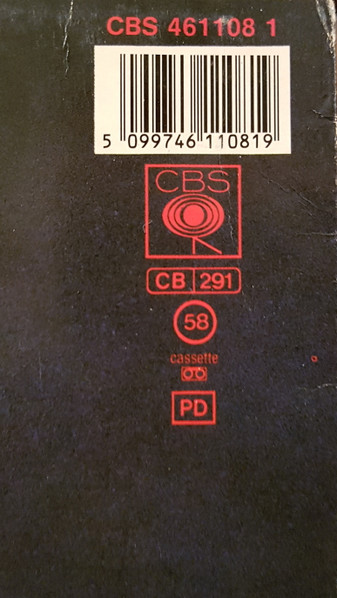 CBS 461108 1
5 099746 110819
CBS
CB 291
58
cassette
PD